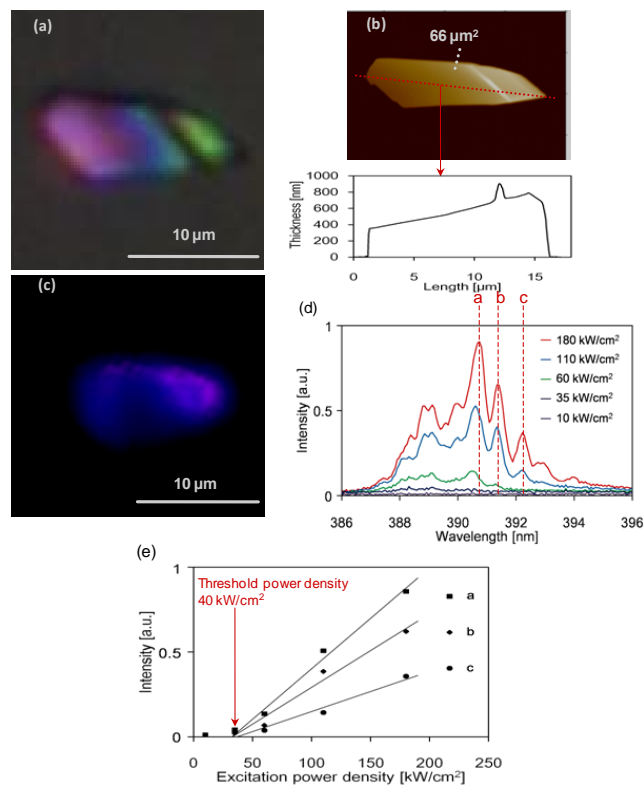 (a)
10 µm
(b)
66 µm²
Thickness [nm]
1000
800
600
400
200
0
0
5
10
15
Length [µm]
(c)
10 µm
(d)
a
b
c
Intensity [a.u.]
1
0.5
0
180 kW/cm²
110 kW/cm²
60 kW/cm²
35 kW/cm²
10 kW/cm²
386
388
390
392
394
396
Wavelength [nm]
(e)
Threshold power density
40 kW/cm²
Intensity [a.u.]
1
0.5
0
a
b
c
0
50
100
150
200
250
Excitation power density [kW/cm²]